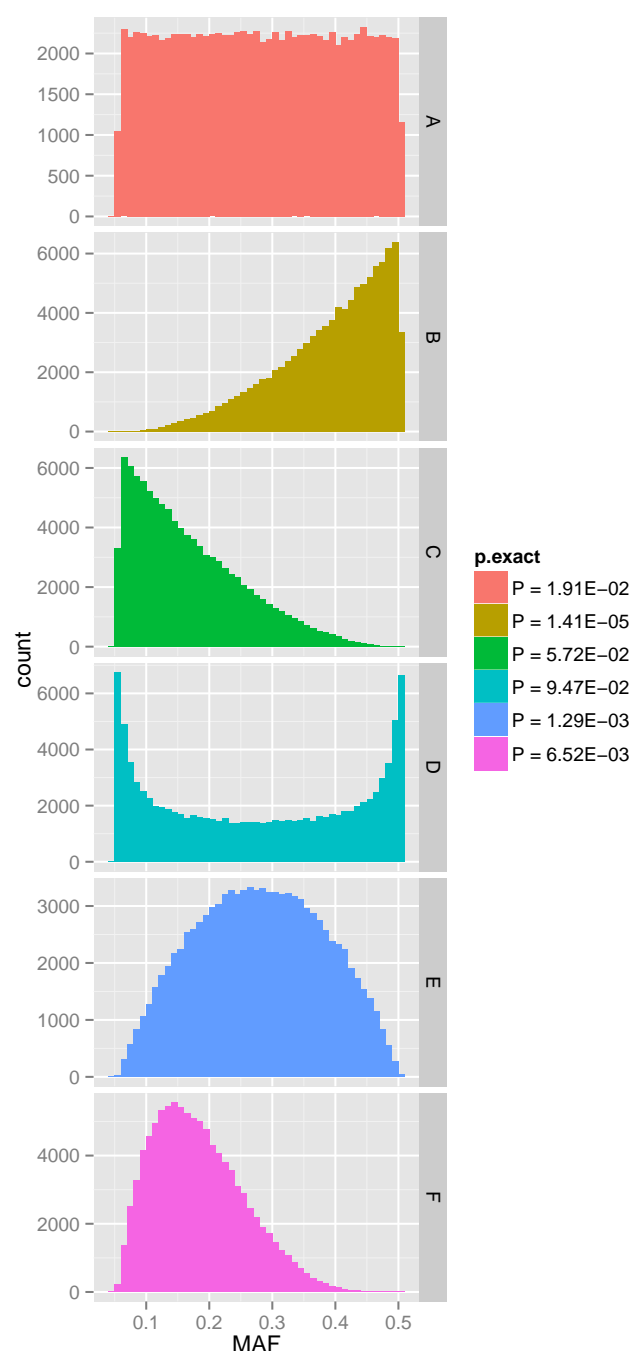 2000
1500
1000
500
0
A
6000
4000
2000
0
B
6000
4000
2000
0
C
6000
4000
2000
0
D
3000
2000
1000
0
E
4000
2000
0
F
count
0.1 0.2 0.3 0.4 0.5
MAF
p.exact
P = 1.91E−02
P = 1.41E−05
P = 5.72E−02
P = 9.47E−02
P = 1.29E−03
P = 6.52E−03